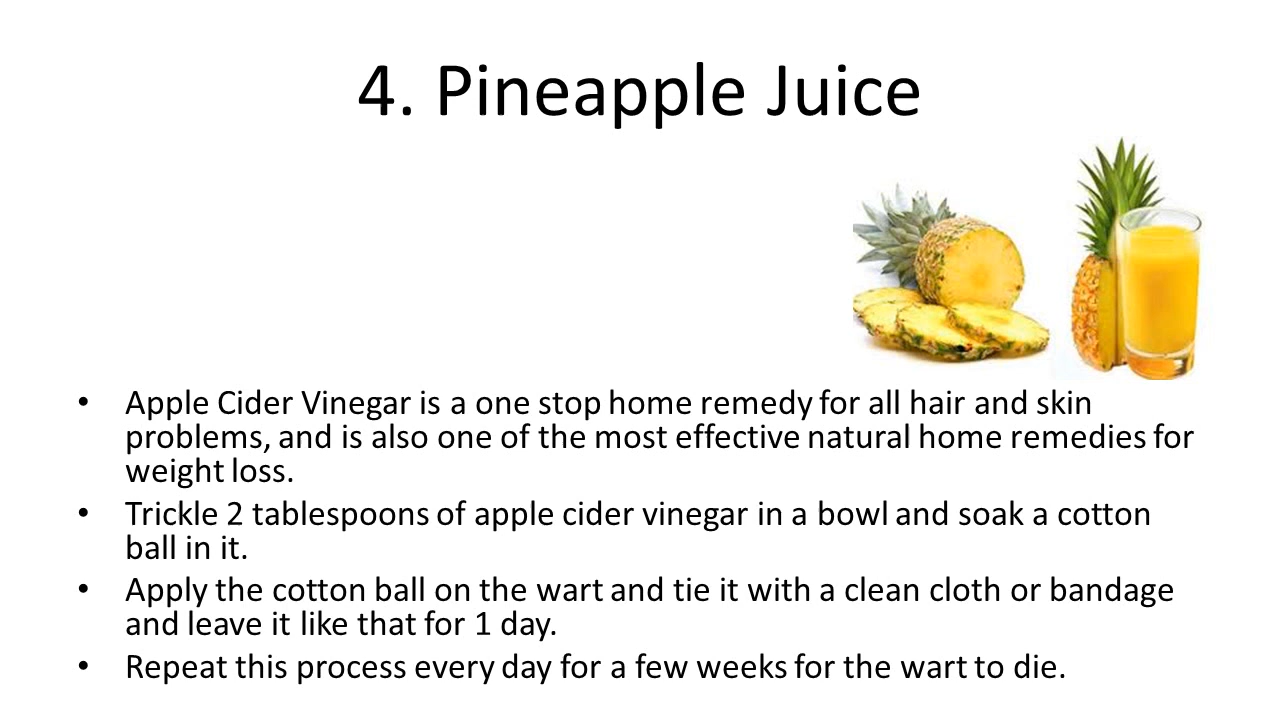 4. Pineapple Juice
• Apple Cider Vinegar is a one stop home remedy for all hair and skin
problems, and is also one of the most effective natural home remedies for
weight loss.
• Trickle 2 tablespoons of apple cider vinegar in a bowl and soak a cotton
ball in it.
• Apply the cotton ball on the wart and tie it with a clean cloth or bandage
and leave it like that for 1 day.
• Repeat this process every day for a few weeks for the wart to die.